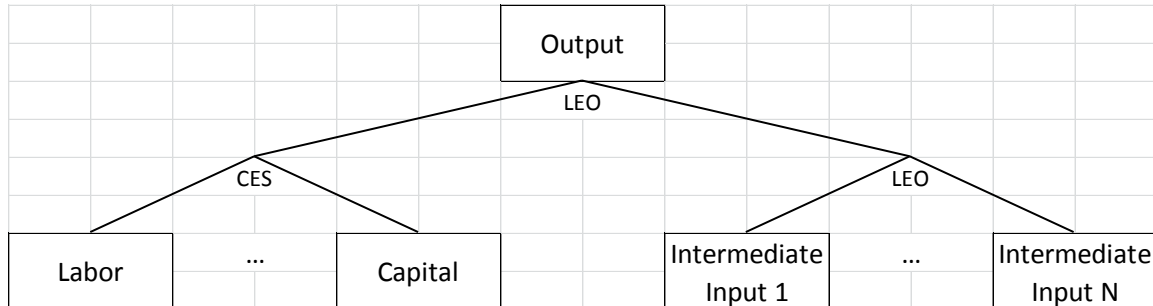 Output
LEO
CES
LEO
Labor
...
Capital
Intermediate
Input 1
...
Intermediate
Input N